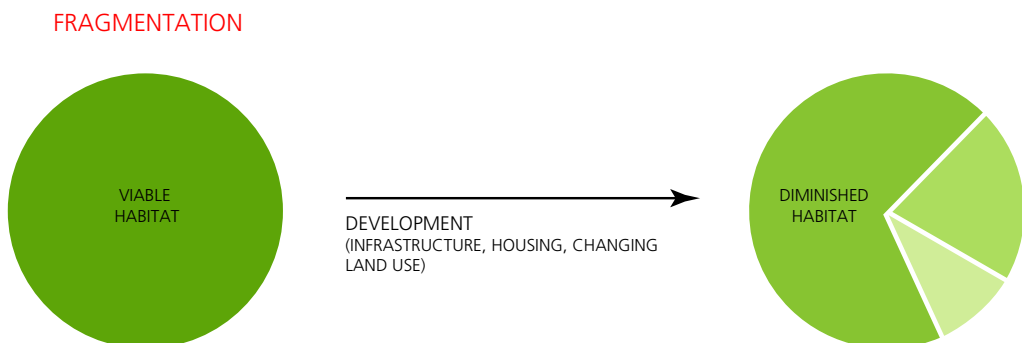 FRAGMENTATION
VIABLE
HABITAT
DEVELOPMENT
(INFRASTRUCTURE, HOUSING, CHANGING
LAND USE)
DIMINISHED
HABITAT